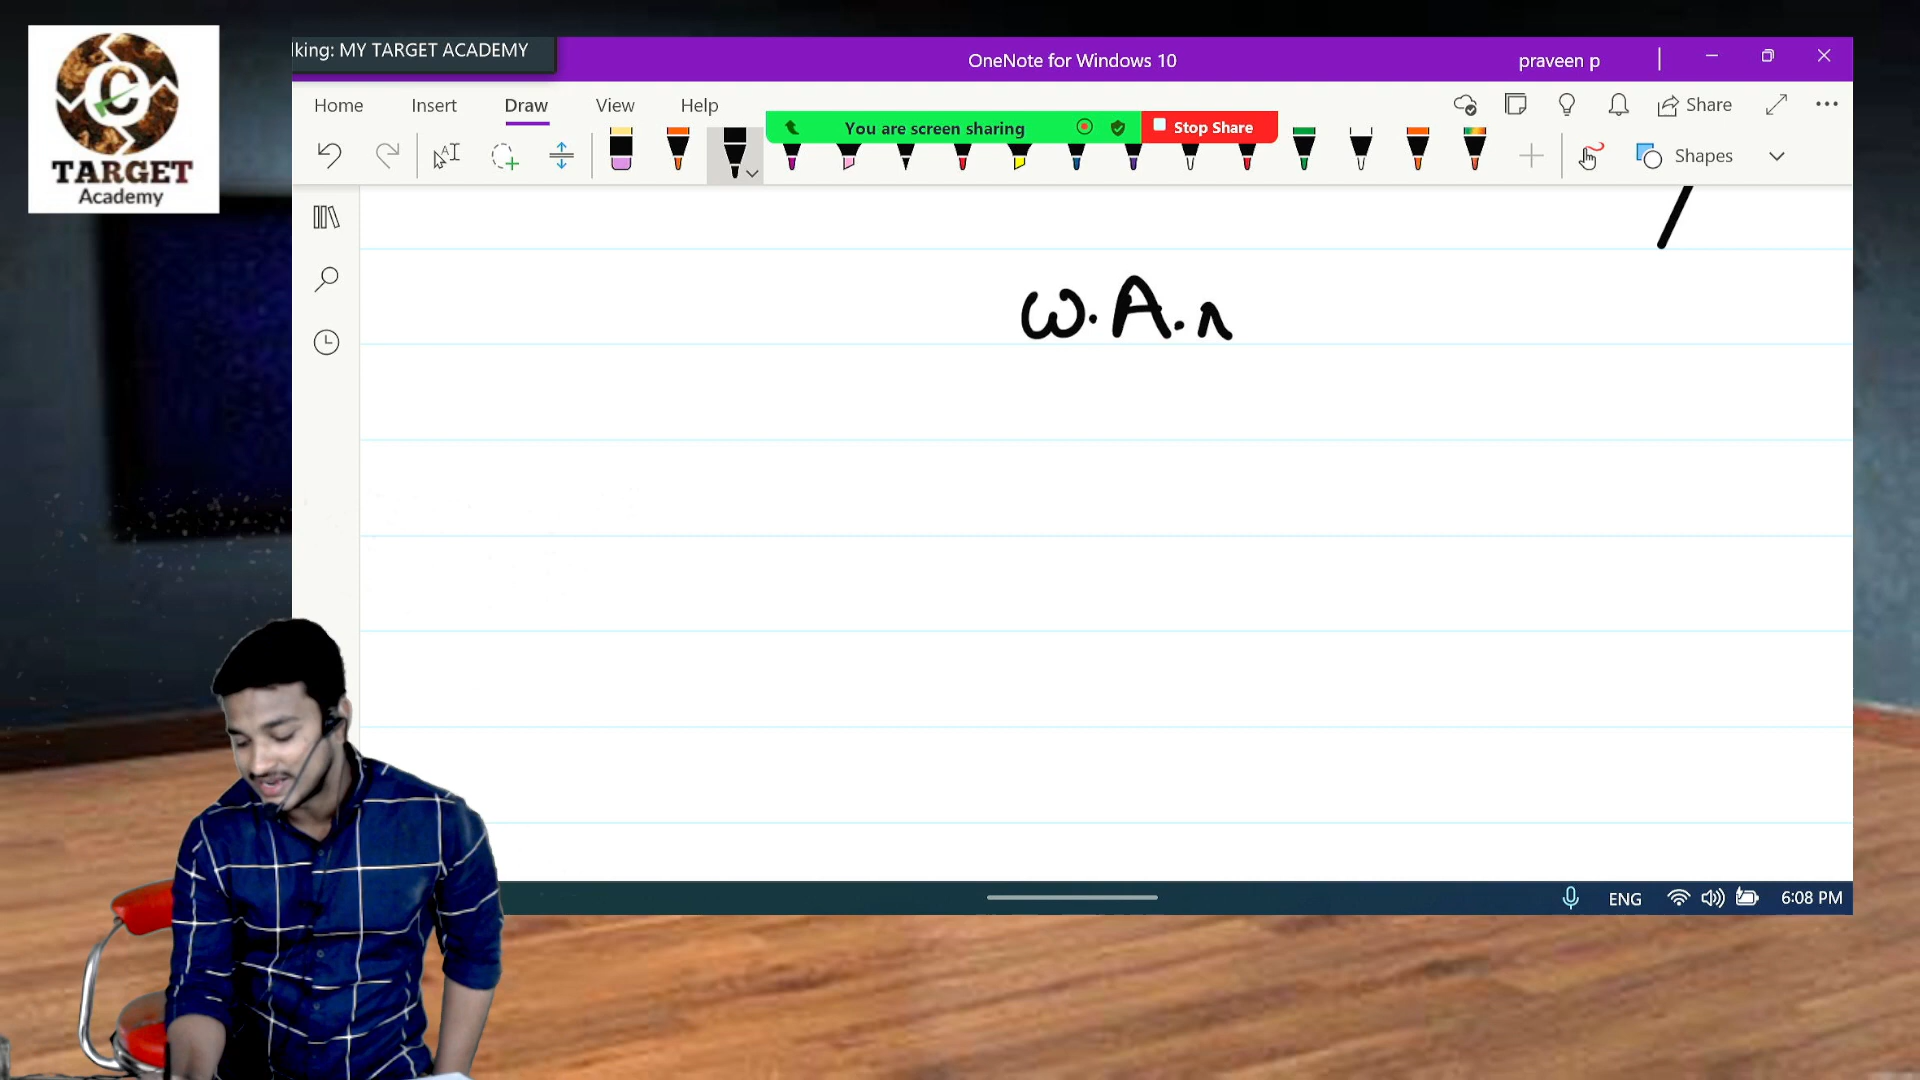 TARGET
Academy
lking: MY TARGET ACADEMY
OneNote for Windows 10
praveen p
Home Insert Draw View Help
Share
You are screen sharing
Stop Share
Shapes
W.A.r
ENG
6:08 PM